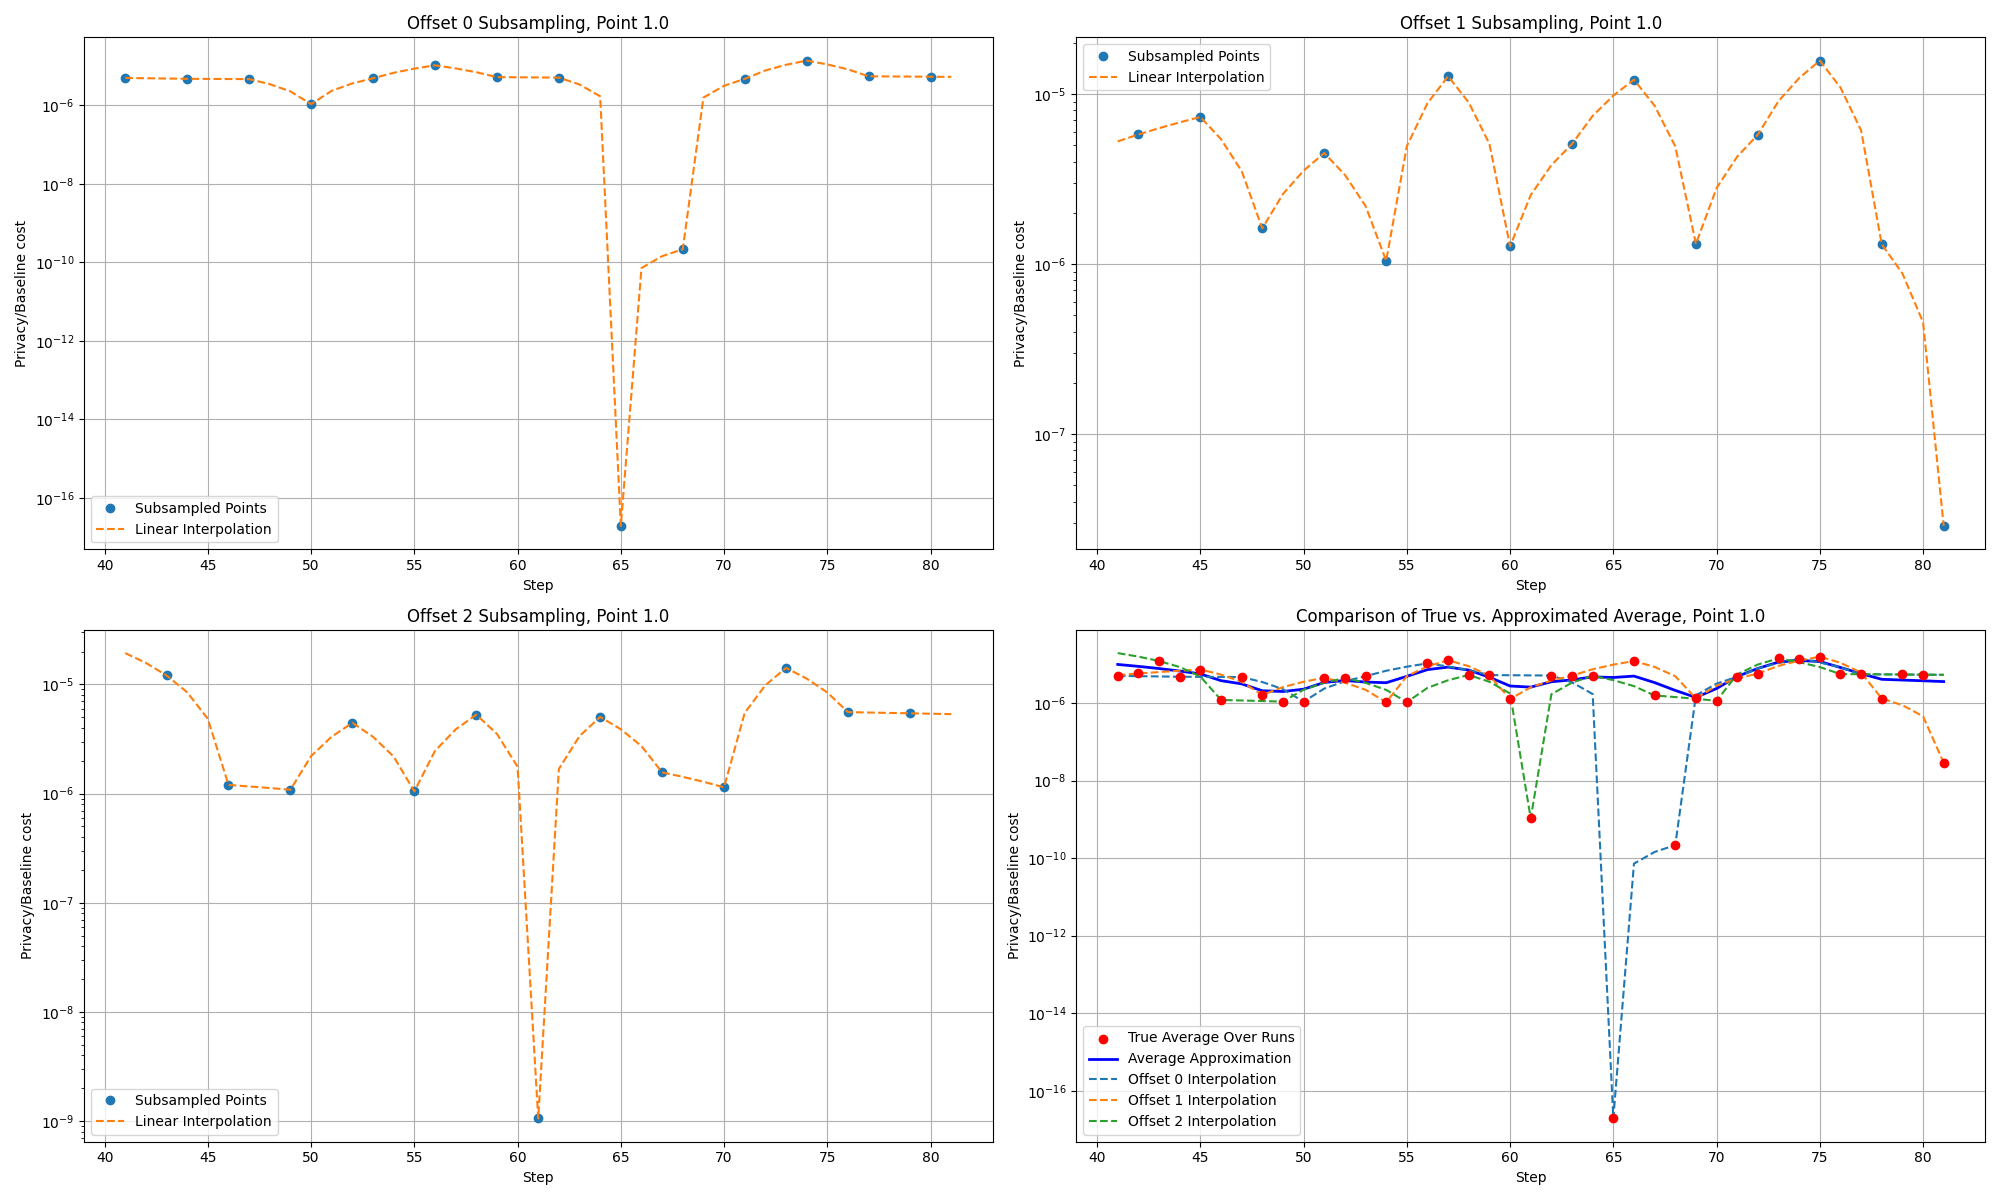 Offset 0 Subsampling, Point 1.0
Privacy/Baseline cost
10⁻⁶
10⁻⁸
10⁻¹⁰
10⁻¹²
10⁻¹⁴
10⁻¹⁶
Subsampled Points
Linear Interpolation
40 45 50 55 60 65 70 75 80
Step
Offset 1 Subsampling, Point 1.0
Privacy/Baseline cost
Subsampled Points
Linear Interpolation
10⁻⁵
10⁻⁶
10⁻⁷
40 45 50 55 60 65 70 75 80
Step
Offset 2 Subsampling, Point 1.0
Privacy/Baseline cost
10⁻⁵
10⁻⁶
10⁻⁷
10⁻⁸
10⁻⁹
Subsampled Points
Linear Interpolation
40 45 50 55 60 65 70 75 80
Step
Comparison of True vs. Approximated Average, Point 1.0
Privacy/Baseline cost
10⁻⁶
10⁻⁸
10⁻¹⁰
10⁻¹²
10⁻¹⁴
10⁻¹⁶
True Average Over Runs
Average Approximation
Offset 0 Interpolation
Offset 1 Interpolation
Offset 2 Interpolation
40 45 50 55 60 65 70 75 80
Step